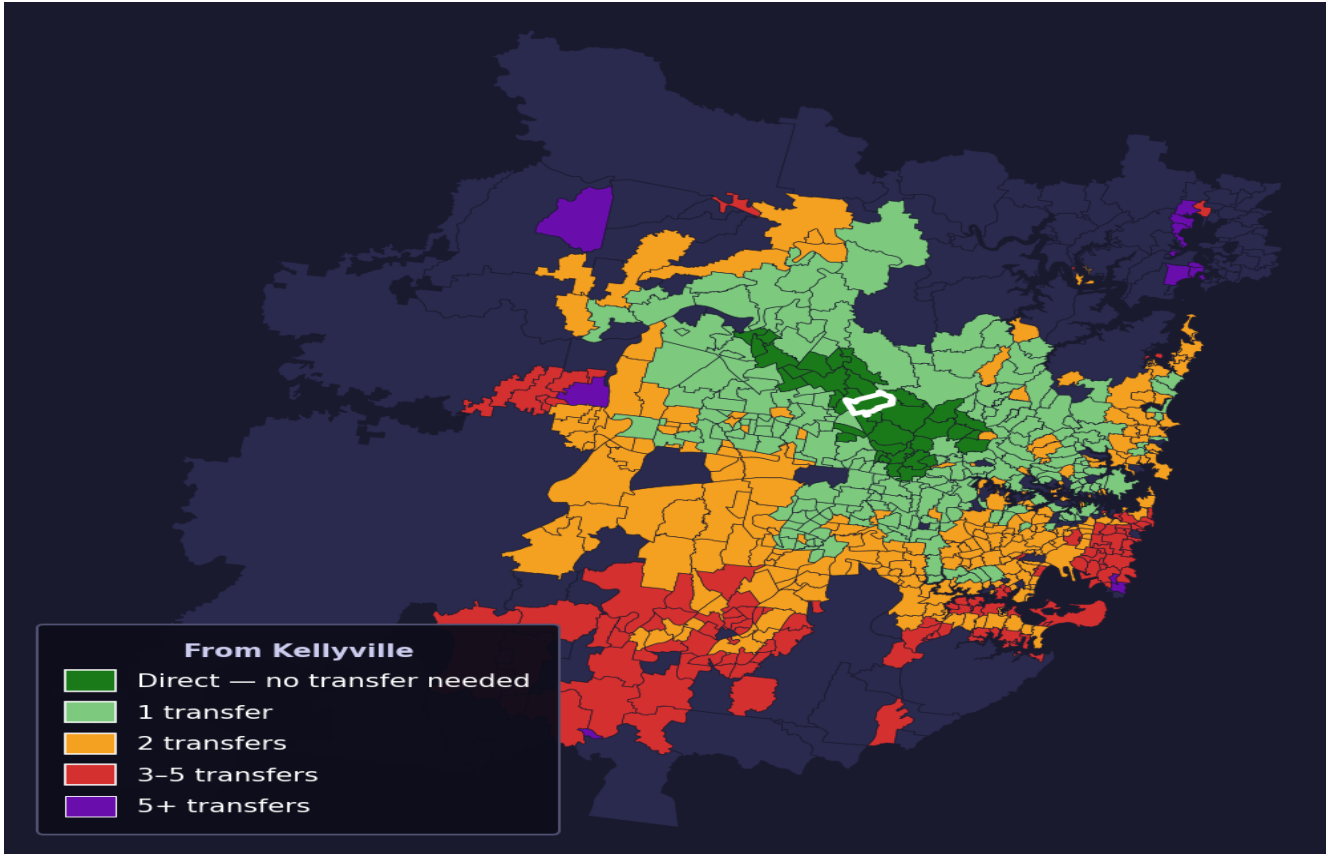 From Kellyville
Direct — no transfer needed
1 transfer
2 transfers
3–5 transfers
5+ transfers